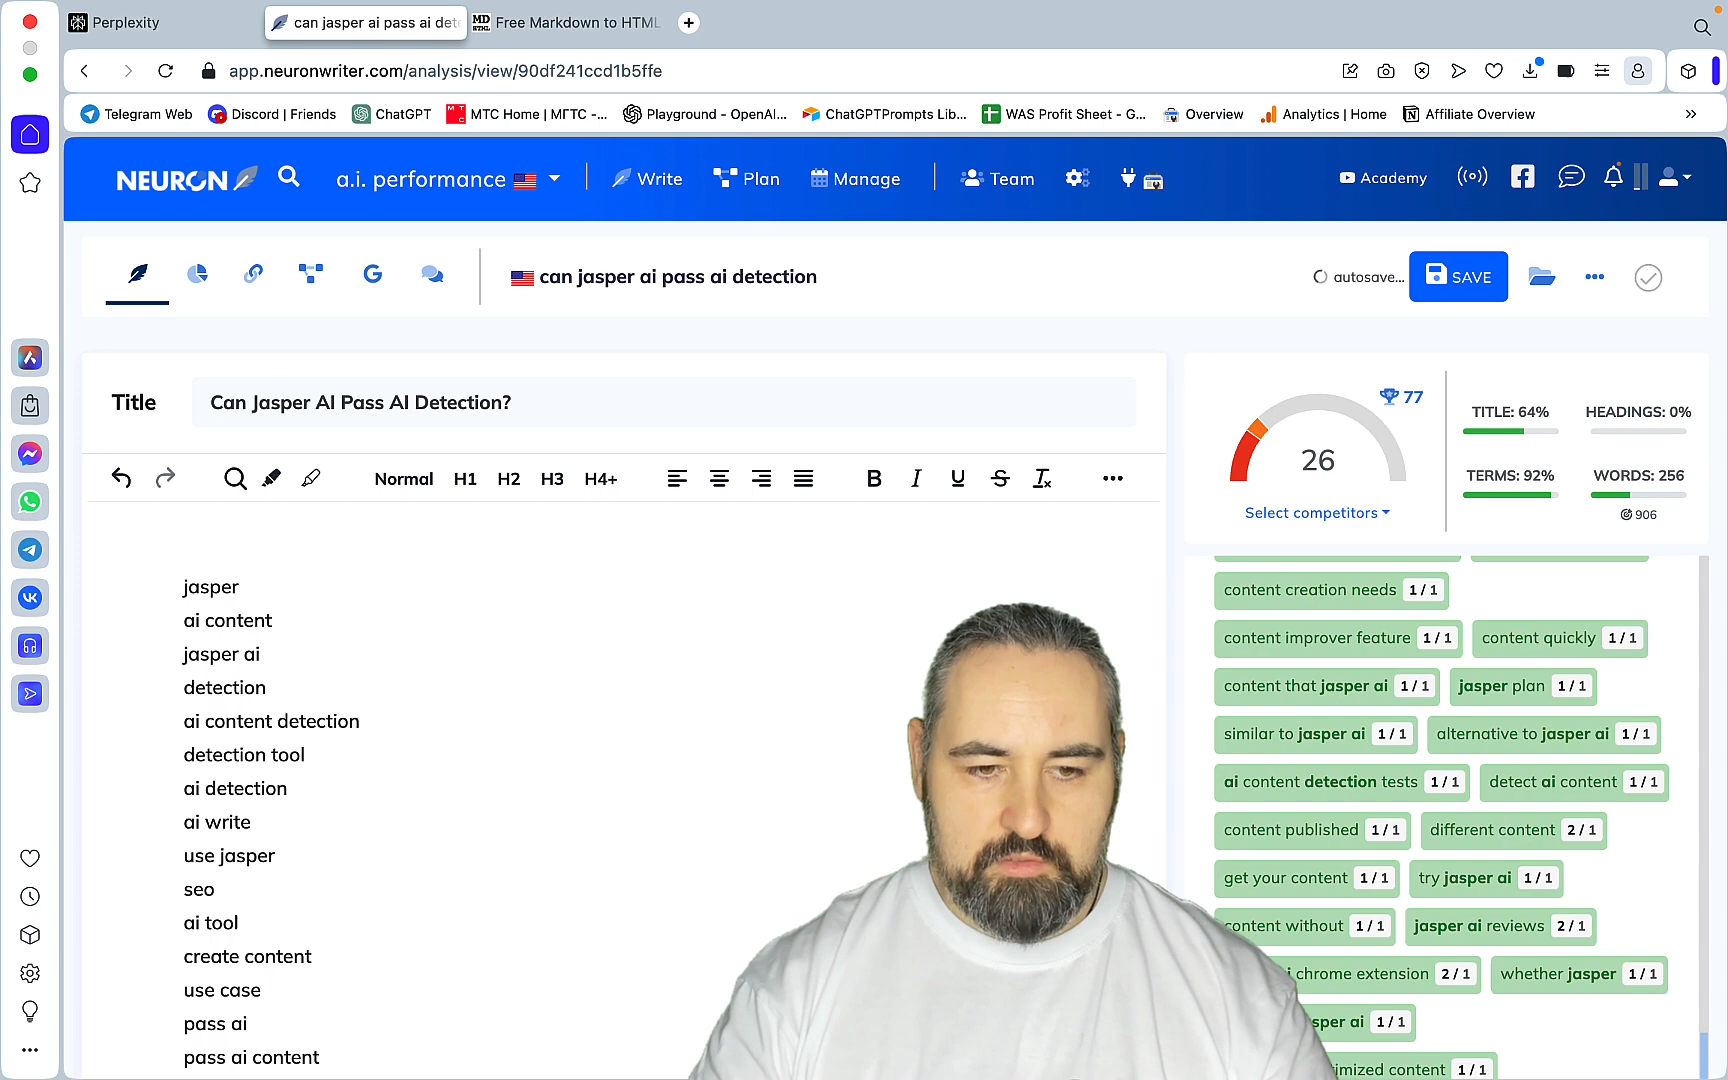 Perplexity
can jasper ai pass ai dete
MD
HTML
Free Markdown to HTML
app.neuronwriter.com/analysis/view/90df241ccd1b5ffe
Telegram Web
Discord | Friends
ChatGPT
МТС
MTC Home | МГТС -...
Playground - OpenAI...
ChatGPTPrompts Lib...
WAS Profit Sheet - G...
Overview
Analytics | Home
Affiliate Overview
NEURON
a.i. performance
Write
Plan
Manage
Team
Academy
can jasper ai pass ai detection
autosave...
SAVE
Title
Can Jasper AI Pass AI Detection?
Normal
H1
H2
H3
H4+
B
I
U
S
Tx
77
26
Select competitors
TITLE: 64%
HEADINGS: 0%
TERMS: 92%
WORDS: 256
906
jasper
ai content
jasper ai
detection
ai content detection
detection tool
ai detection
ai write
use jasper
seo
ai tool
create content
use case
pass ai
pass ai content
content creation needs 1 / 1
content improver feature 1 / 1
content quickly 1 / 1
content that jasper ai 1 / 1
jasper plan 1 / 1
similar to jasper ai 1 / 1
alternative to jasper ai 1 / 1
ai content detection tests 1 / 1
detect ai content 1 / 1
content published 1 / 1
different content 2 / 1
get your content 1 / 1
try jasper ai 1 / 1
content without 1 / 1
jasper ai reviews 2 / 1
chrome extension 2 / 1
whether jasper 1 / 1
sper ai 1 / 1
imized content 1 / 1